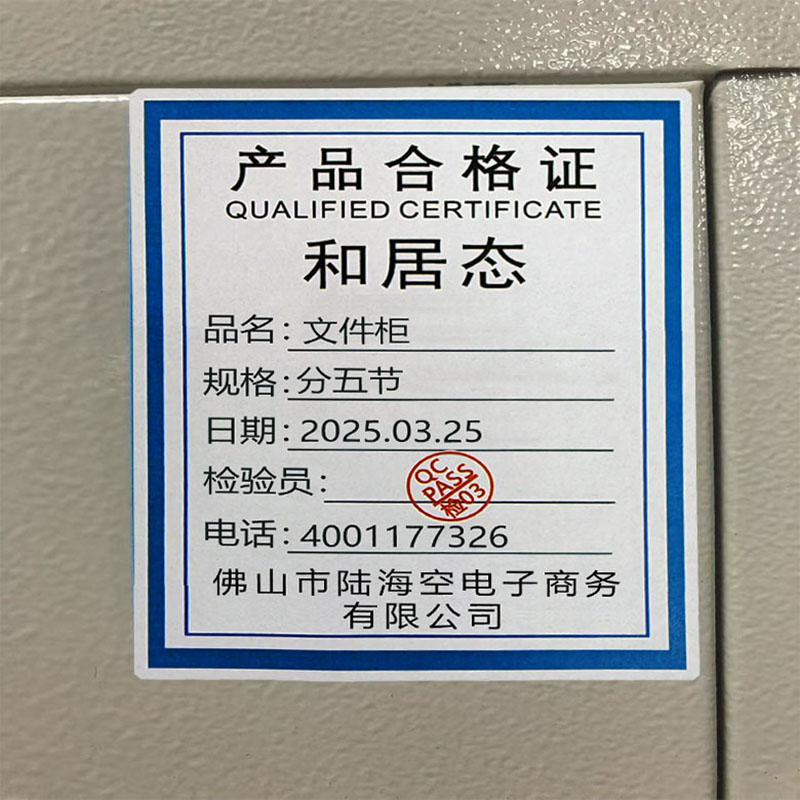 产品合格证
QUALIFIED CERTIFICATE
和居态
品名：文件柜
规格：分五节
日期：2025.03.25
检验员：
QC
PASS
检03
电话：4001177326
佛山市陆海空电子商务
有限公司